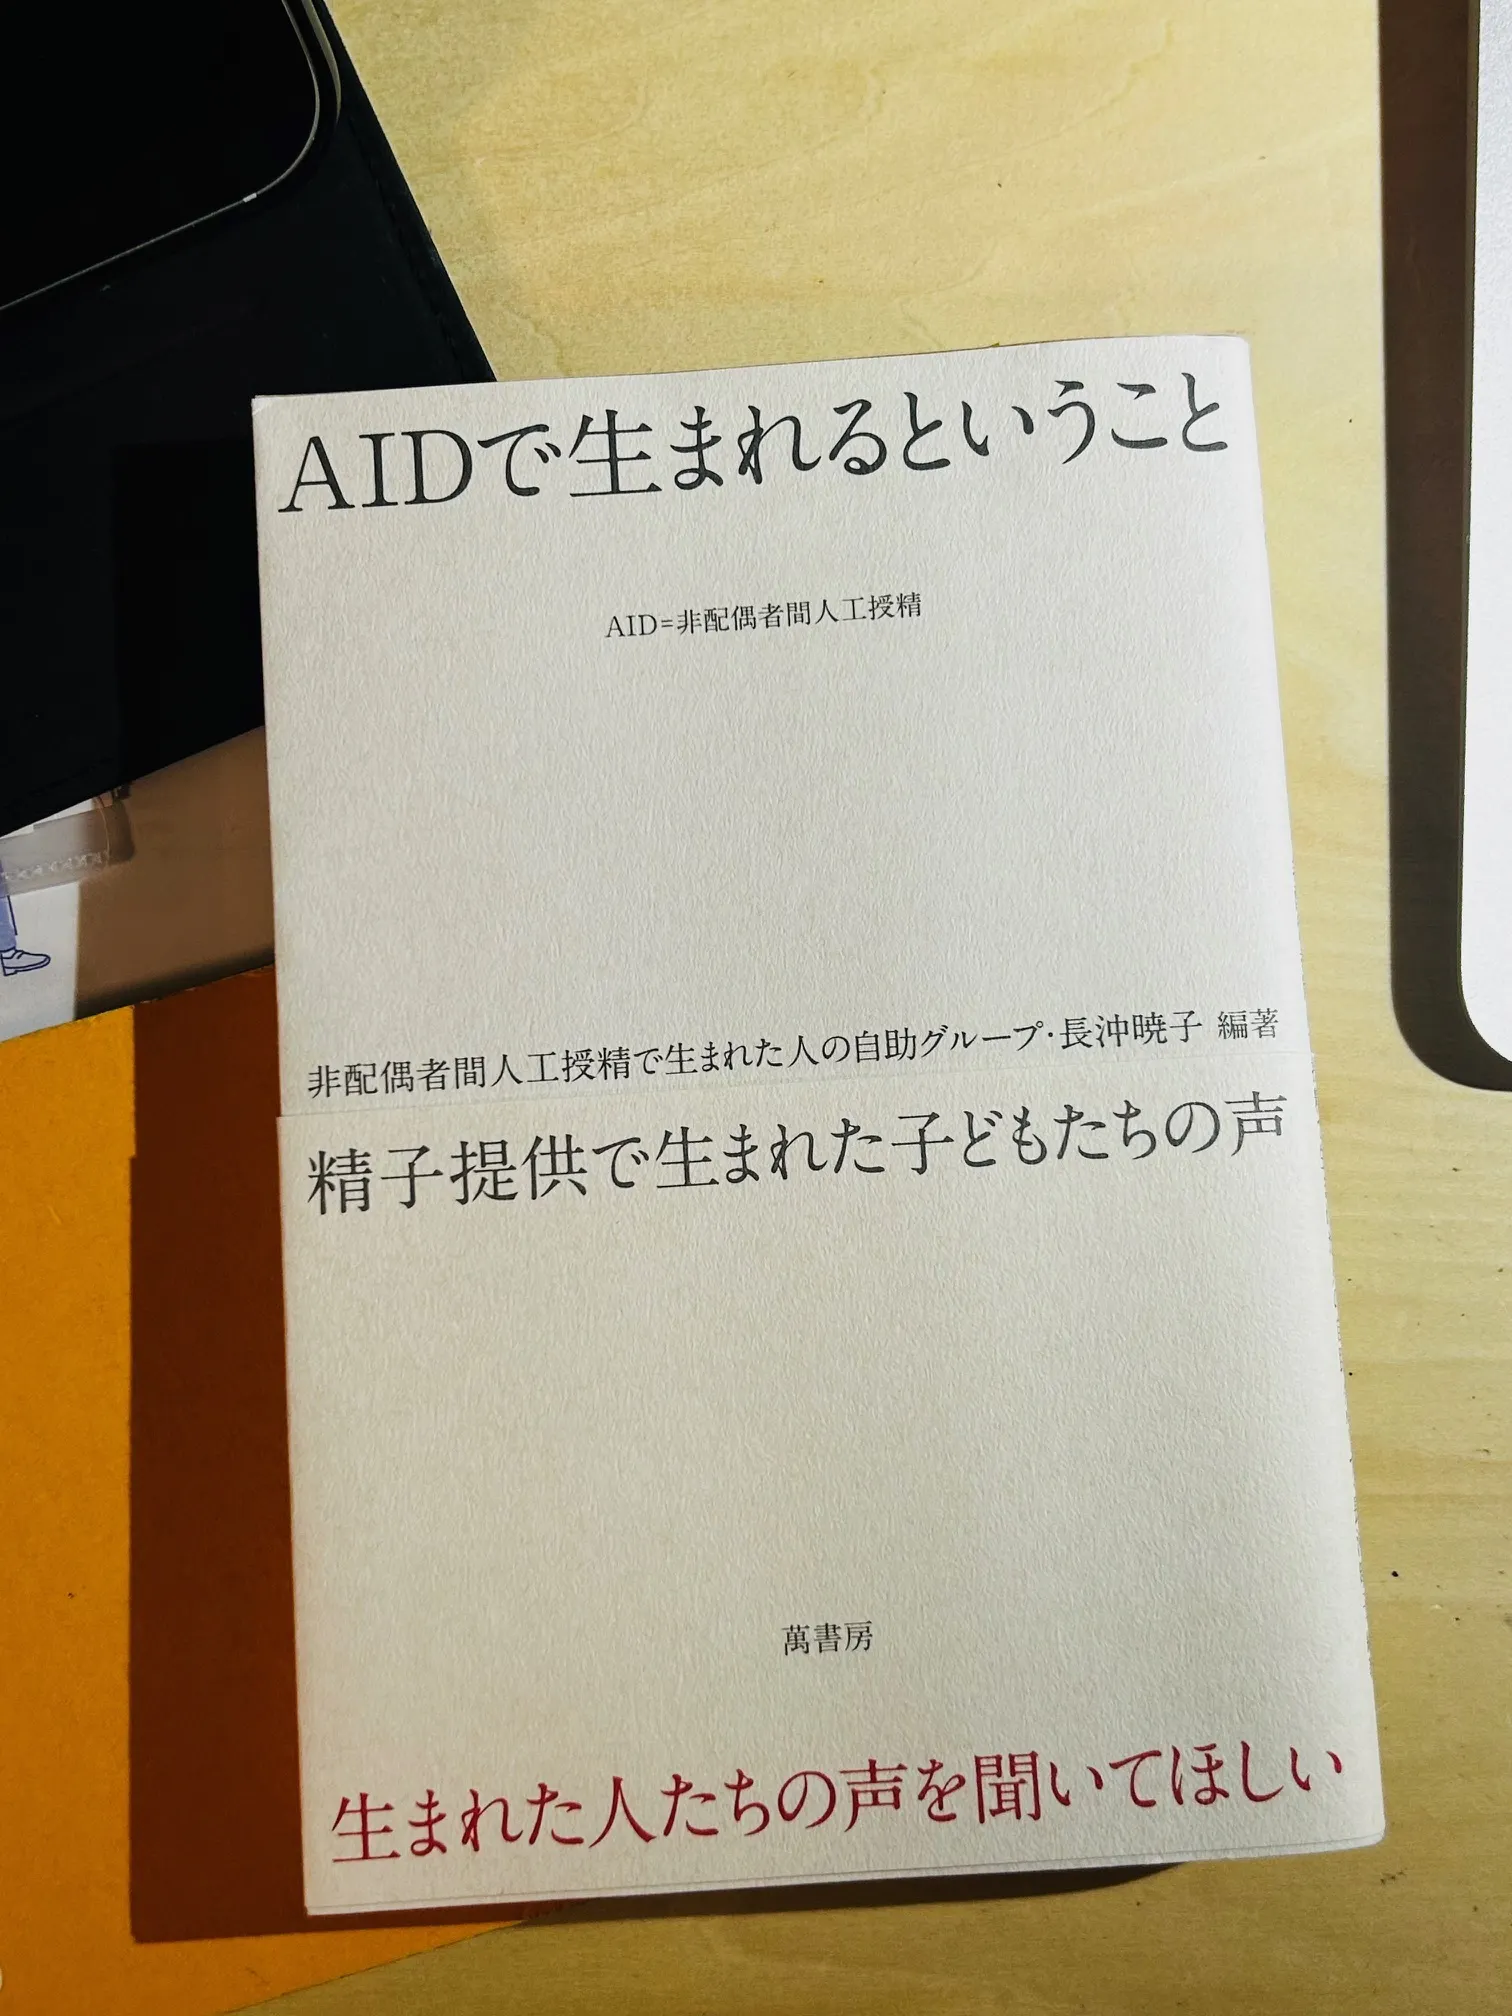 AIDで生まれるということ
AID=非配偶者間人工授精
非配偶者間人工授精で生まれた人の自助グループ・長沖暁子 編著
精子提供で生まれた子どもたちの声
萬書房
生まれた人たちの声を聞いてほしい